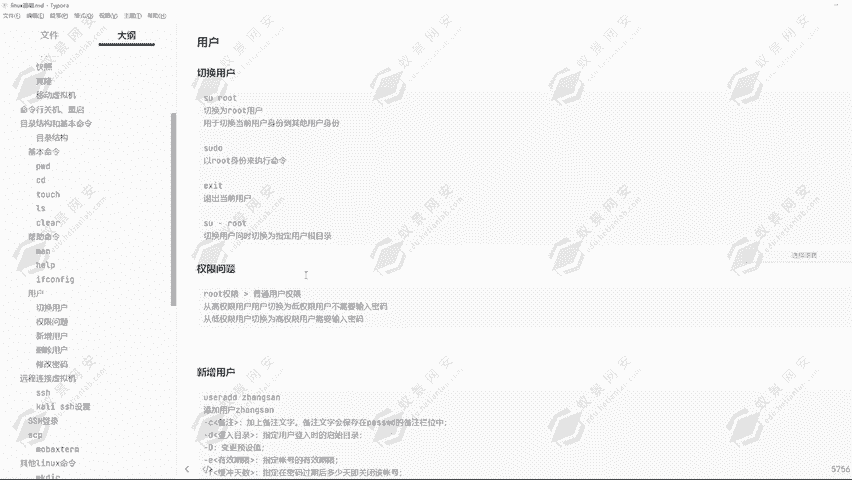 linux基础.md - Typora
文件(F) 编辑(E) 段落(P) 格式(O) 视图(V) 主题(T) 帮助(H)
文件 大纲
快照
克隆
移动虚拟机
命令行关机、重启
目录结构和基本命令
目录结构
基本命令
pwd
cd
touch
ls
clear
帮助命令
man
help
ifconfig
用户
切换用户
权限问题
新增用户
删除用户
修改密码
远程连接虚拟机
ssh
kali ssh设置
SSH登录
scp
mobaxterm
其他linux命令
mkdir
用户
切换用户
su root
切换为root用户
用于切换当前用户身份到其他用户身份
sudo
以root身份来执行命令
exit
退出当前用户
su - root
切换用户同时切换为指定用户根目录
选择语言
权限问题
root权限 > 普通用户权限
从高权限用户用户切换为低权限用户不需要输入密码
从低权限用户切换为高权限用户需要输入密码
新增用户
useradd zhangsan
添加用户zhangsan
-c<备注>：加上备注文字。备注文字会保存在passwd的备注栏位中；
-d<登入目录>：指定用户登入时的启始目录；
-D：变更预设值；
-e<有效期限>：指定帐号的有效期限；
-f<缓冲天数>：指定在密码过期后多少天即关闭该帐号；
5756
蚁景网安
edu.hetianlab.com